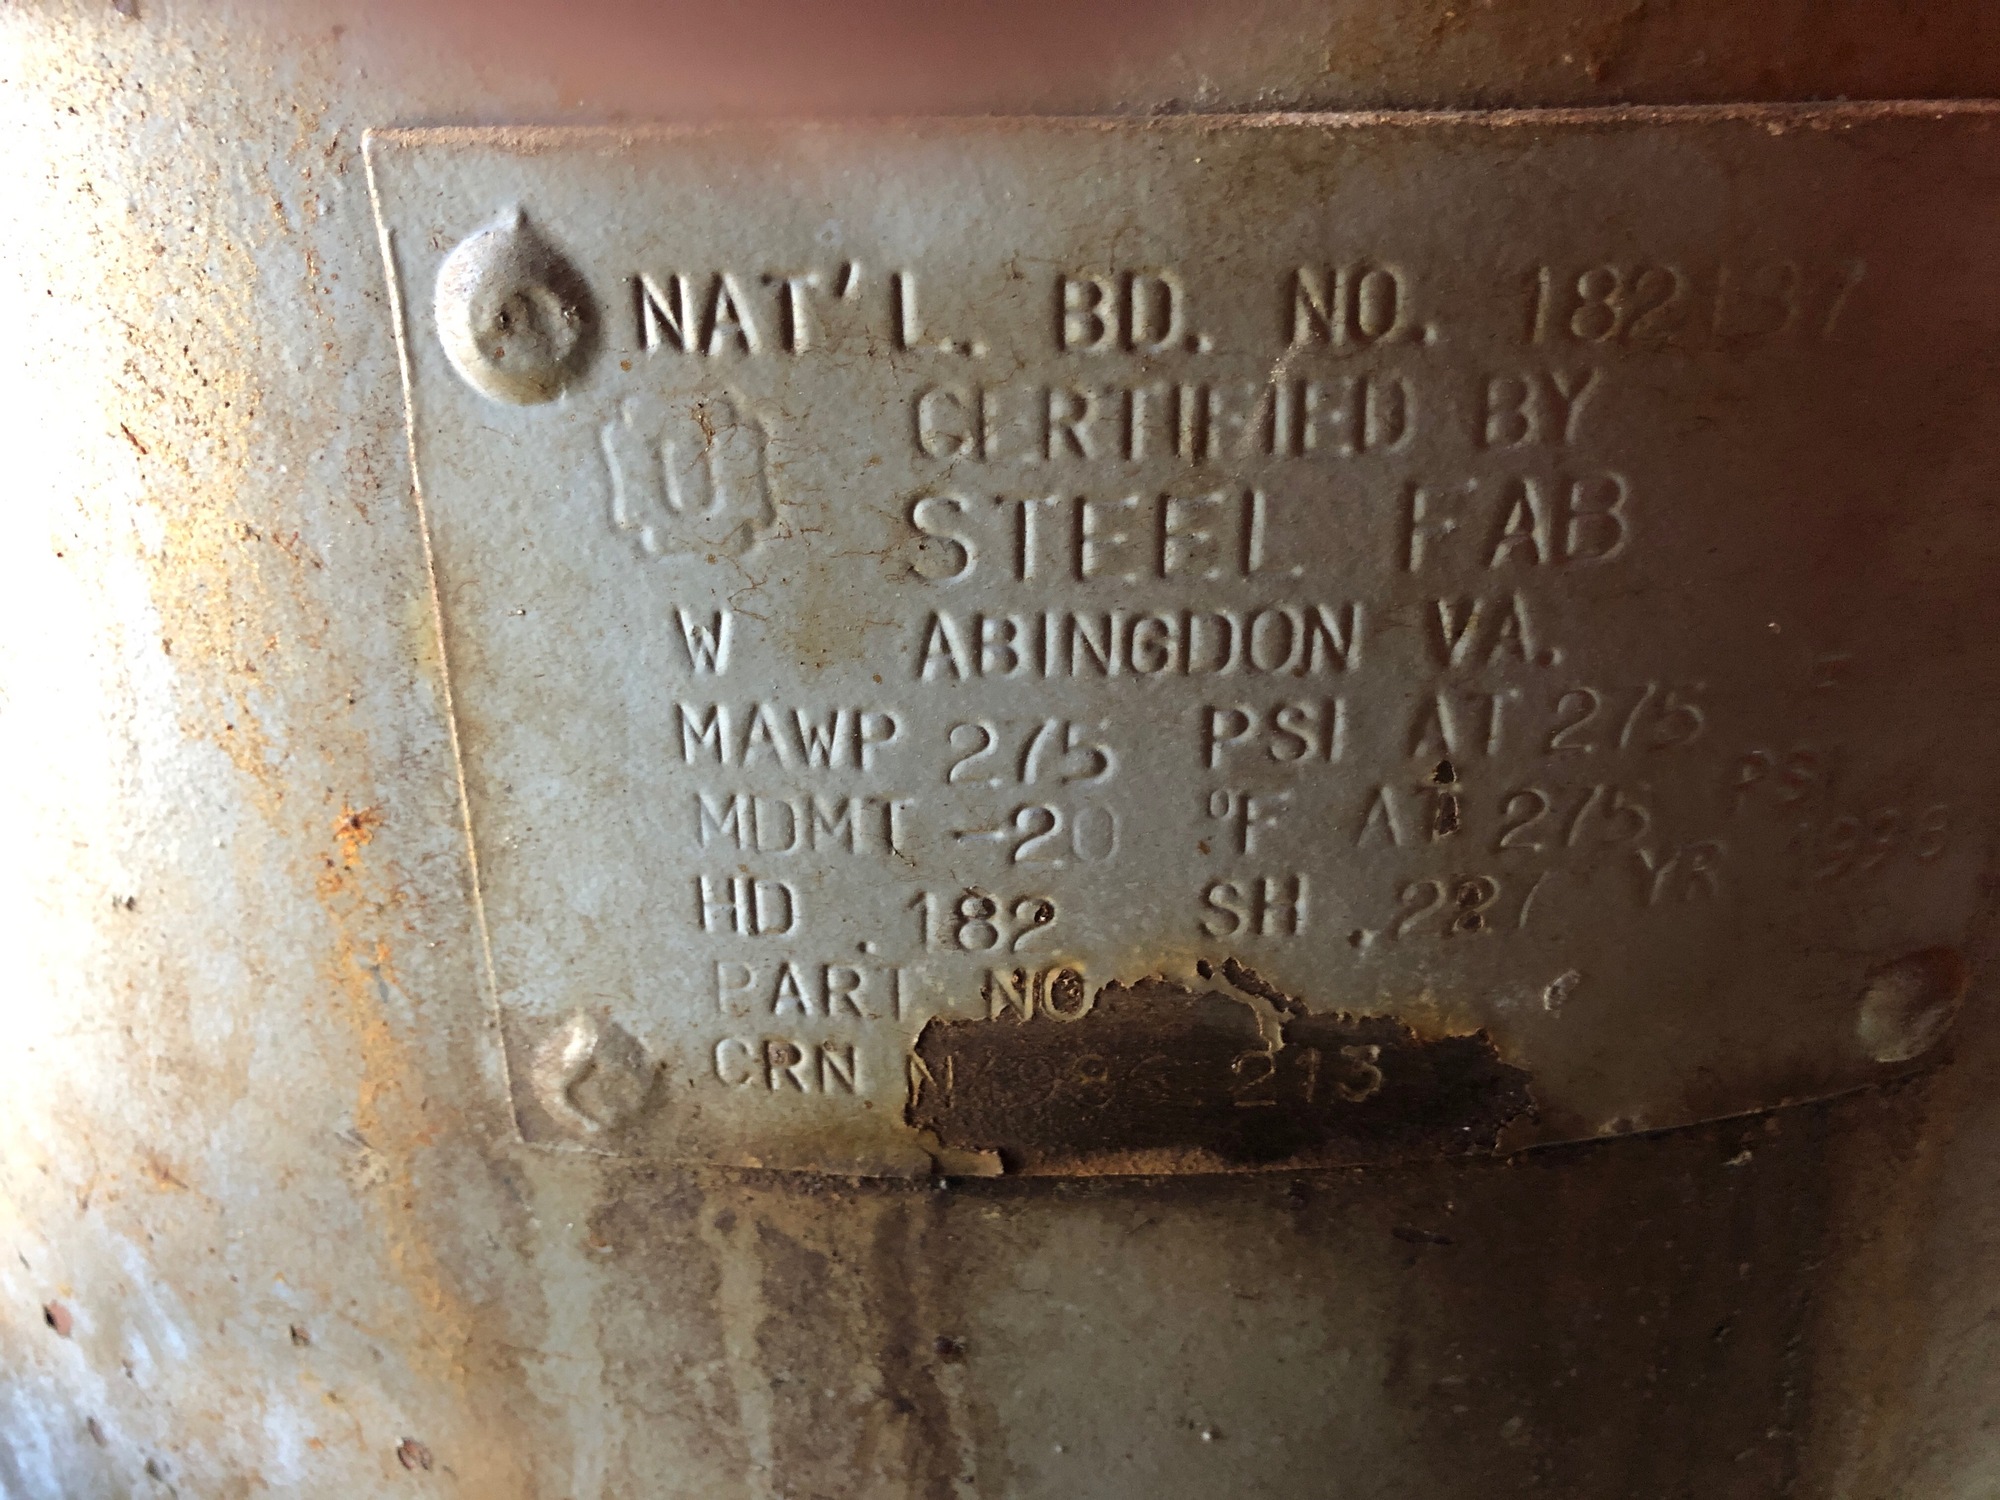 NAT'L. BD. NO. 182137
U CERTIFIED BY
STEEL FAB
W ABINGDON VA.
MAWP 275 PSI AT 275 F
MDMT -20 °F AT 275 PSI
HD .182 SH .227 YR
PART NO
CRN